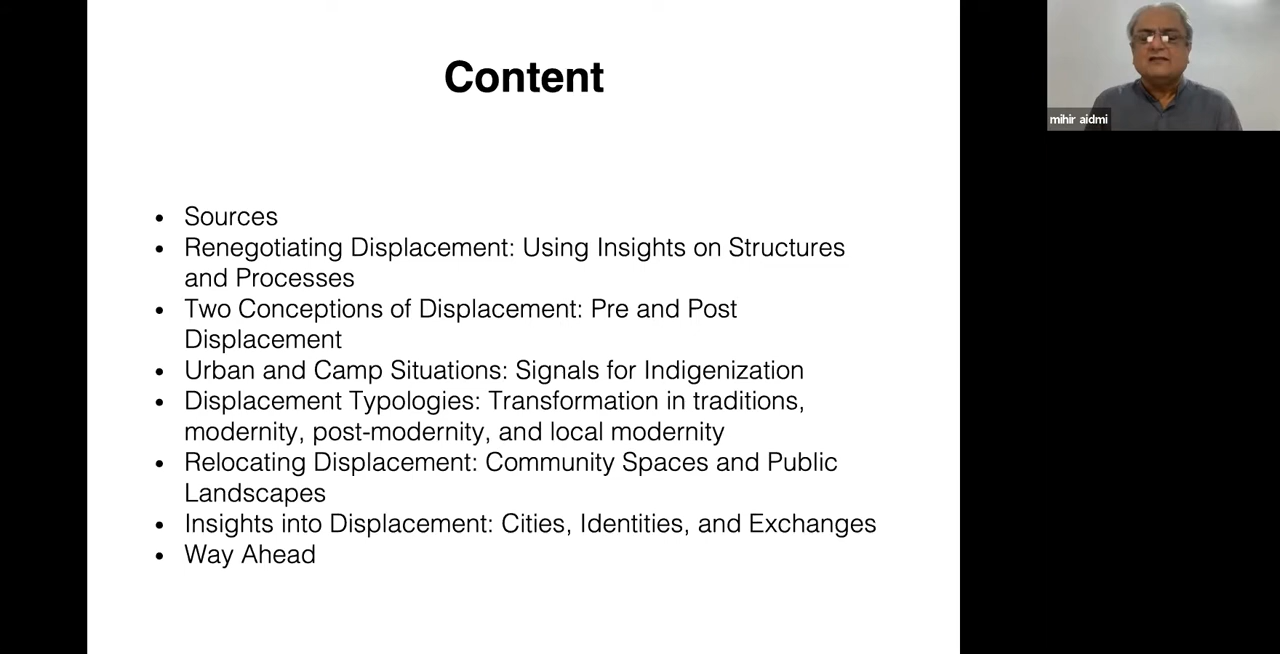 Content
• Sources
• Renegotiating Displacement: Using Insights on Structures
and Processes
• Two Conceptions of Displacement: Pre and Post
Displacement
• Urban and Camp Situations: Signals for Indigenization
• Displacement Typologies: Transformation in traditions,
modernity, post-modernity, and local modernity
• Relocating Displacement: Community Spaces and Public
Landscapes
• Insights into Displacement: Cities, Identities, and Exchanges
• Way Ahead
mihir aidmi